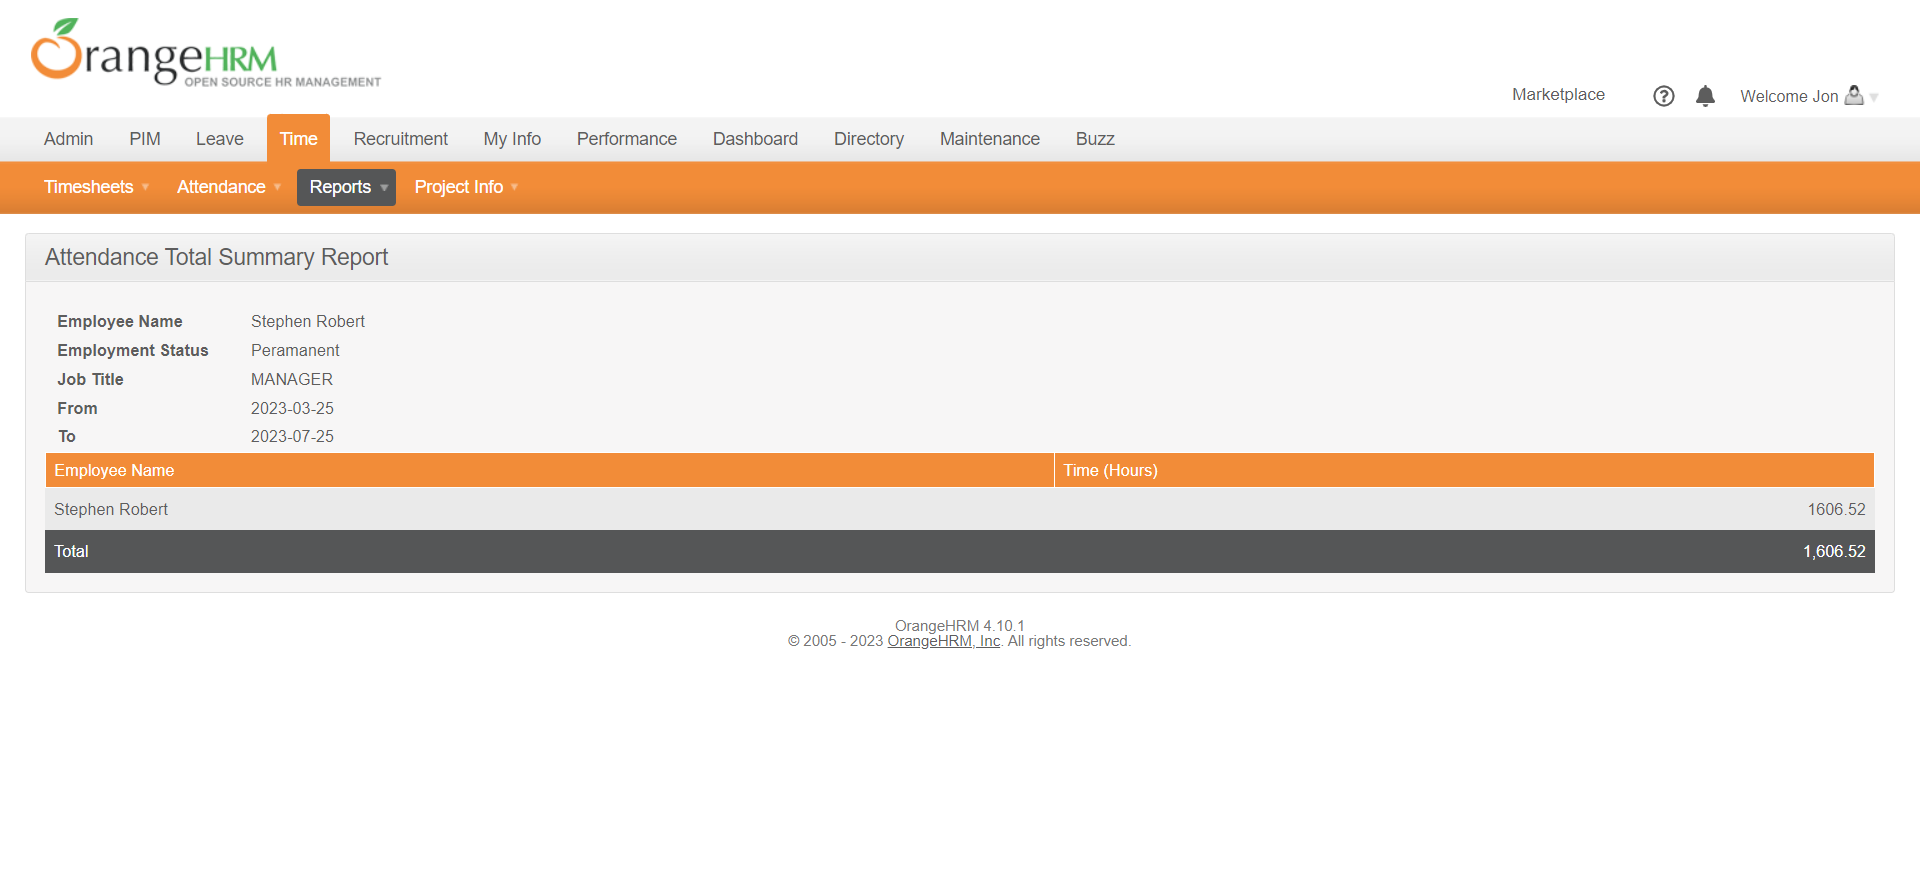 OrangeHRM
OPEN SOURCE HR MANAGEMENT
Marketplace
Welcome Jon
Admin PIM Leave Time Recruitment My Info Performance Dashboard Directory Maintenance Buzz
Timesheets Attendance Reports Project Info
Attendance Total Summary Report
Employee Name Stephen Robert
Employment Status Peramanent
Job Title MANAGER
From 2023-03-25
To 2023-07-25
Employee Name Time (Hours)
Stephen Robert 1606.52
Total 1,606.52
OrangeHRM 4.10.1
© 2005 - 2023 OrangeHRM, Inc. All rights reserved.